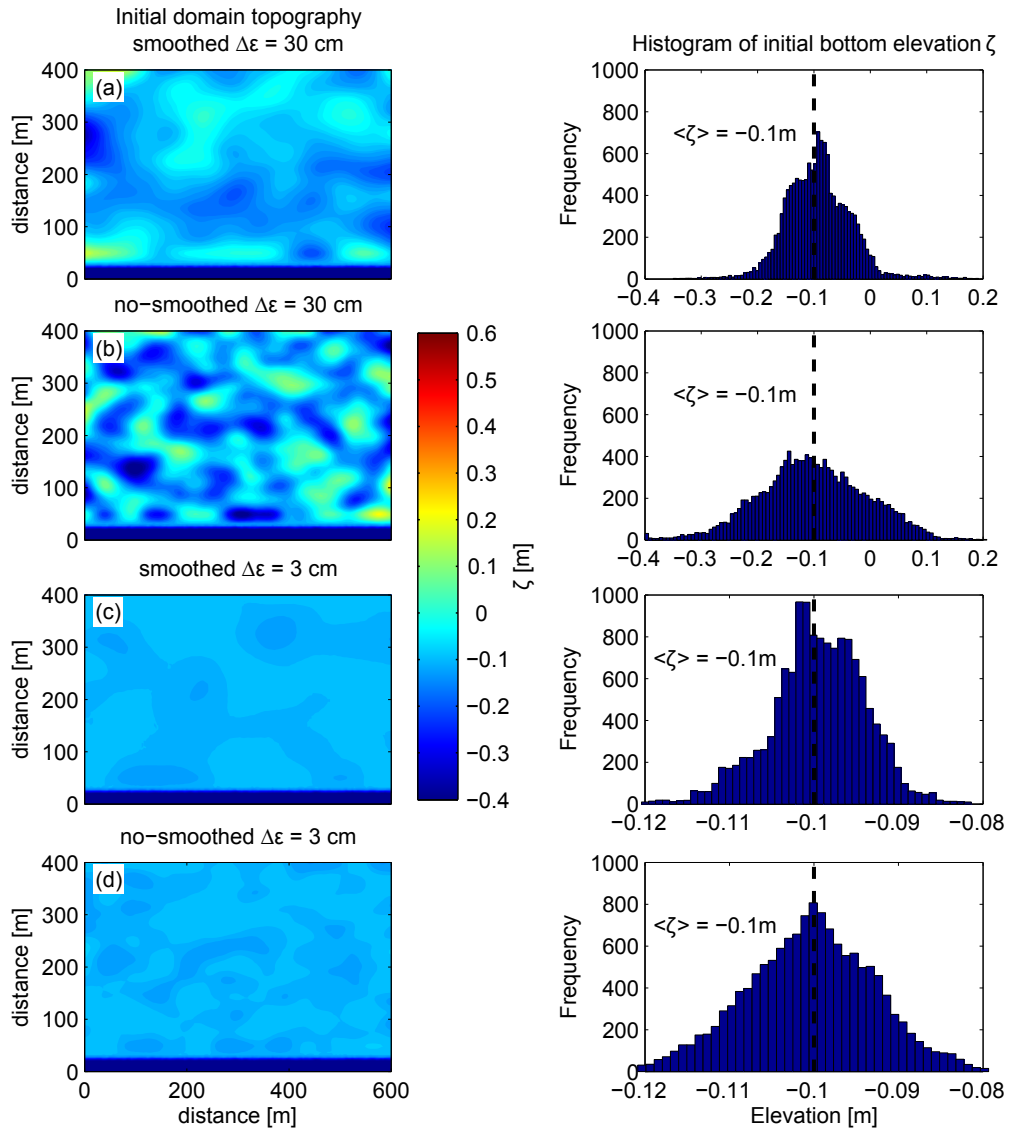 Initial domain topography
smoothed Δε = 30 cm
Histogram of initial bottom elevation ζ
(a)
distance [m]
400
300
200
100
0
<ζ> = −0.1m
Frequency
1000
800
600
400
200
0
−0.4 −0.3 −0.2 −0.1 0 0.1 0.2
no−smoothed Δε = 30 cm
(b)
distance [m]
400
300
200
100
0
<ζ> = −0.1m
Frequency
1000
800
600
400
200
0
−0.4 −0.3 −0.2 −0.1 0 0.1 0.2
0.6
0.5
0.4
0.3
0.2
0.1
0
−0.1
−0.2
−0.3
−0.4
ζ [m]
smoothed Δε = 3 cm
(c)
distance [m]
400
300
200
100
0
<ζ> = −0.1m
Frequency
1000
800
600
400
200
0
−0.12 −0.11 −0.1 −0.09 −0.08
no−smoothed Δε = 3 cm
(d)
distance [m]
400
300
200
100
0
0 200 400 600
distance [m]
<ζ> = −0.1m
Frequency
1000
800
600
400
200
0
−0.12 −0.11 −0.1 −0.09 −0.08
Elevation [m]